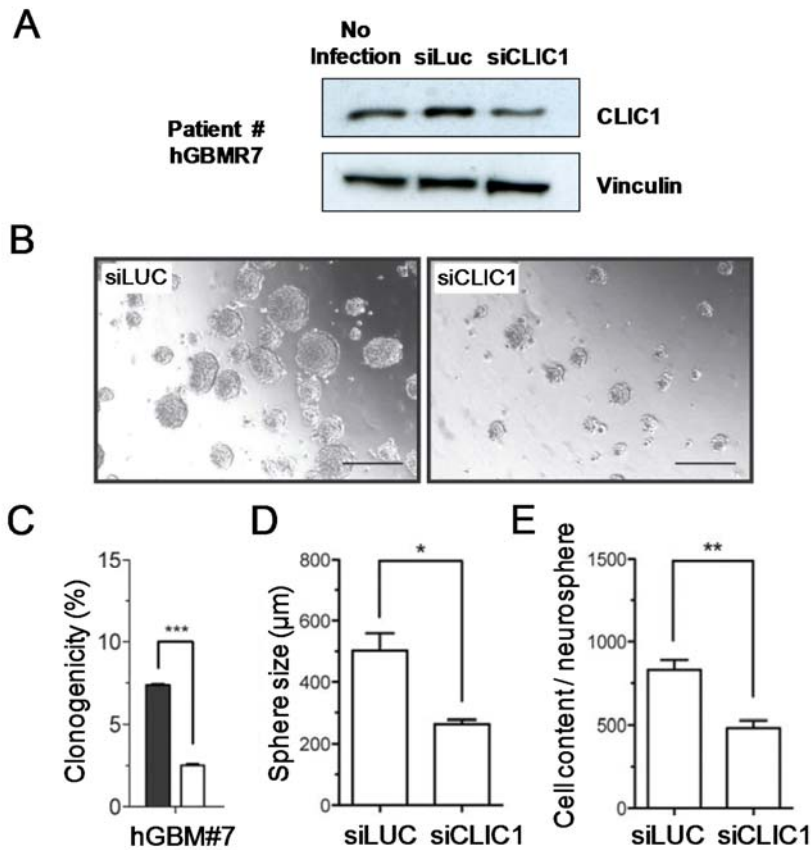 A
No
Infection siLuc siCLIC1
Patient #
hGBMR7
CLIC1
Vinculin
B
siLUC
siCLIC1
C
Clonogenicity (%)
15
10
5
0
***
hGBM#7
D
Sphere size (µm)
800
600
400
200
0
*
siLUC siCLIC1
E
Cell content/ neurosphere
1500
1000
500
0
**
siLUC siCLIC1